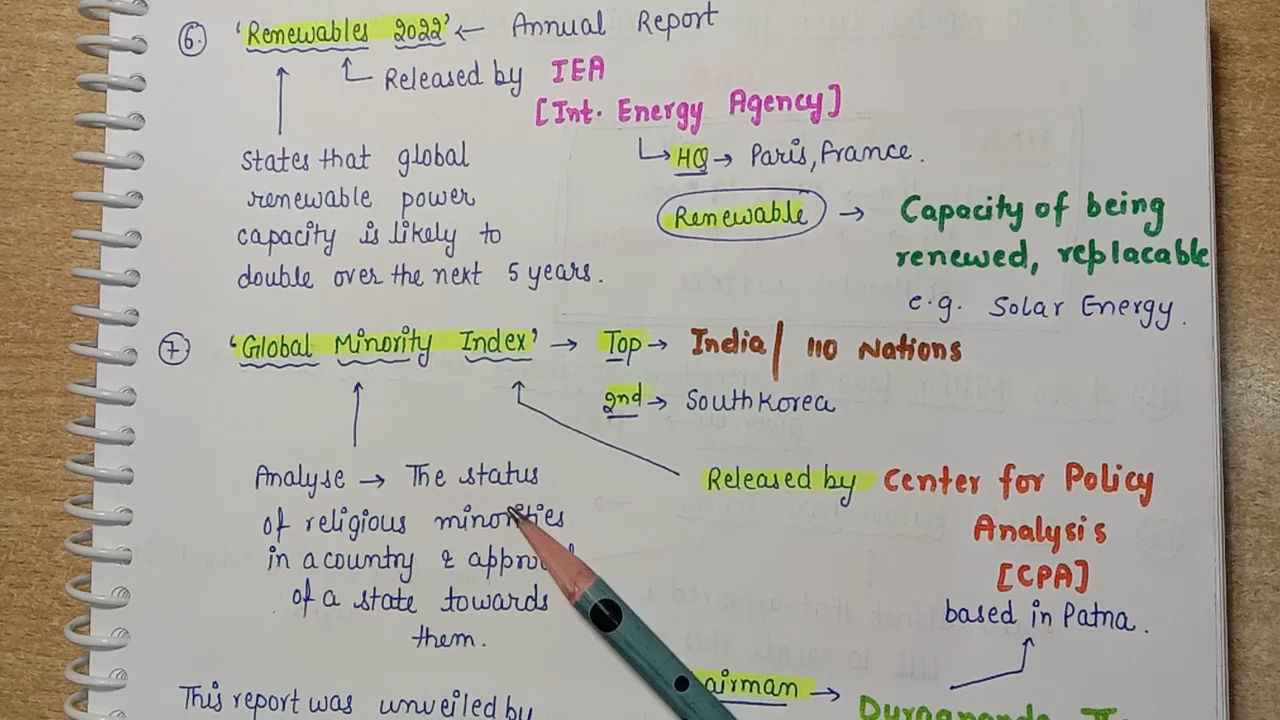 6. 'Renewables 2022' ← Annual Report
Released by IEA
[Int. Energy Agency]
HQ → Paris, France.
States that global
renewable power
capacity is likely to
double over the next 5 years.
Renewable → Capacity of being
renewed, replacable
e.g. Solar Energy.
7. 'Global Minority Index' → Top → India / 110 Nations
2nd → South Korea
Analyse → The status
of religious minorities
in a country &
of a state towards
them.
Released by Center for Policy
Analysis
[CPA]
based in Patna.
airman →
This report was unveiled by